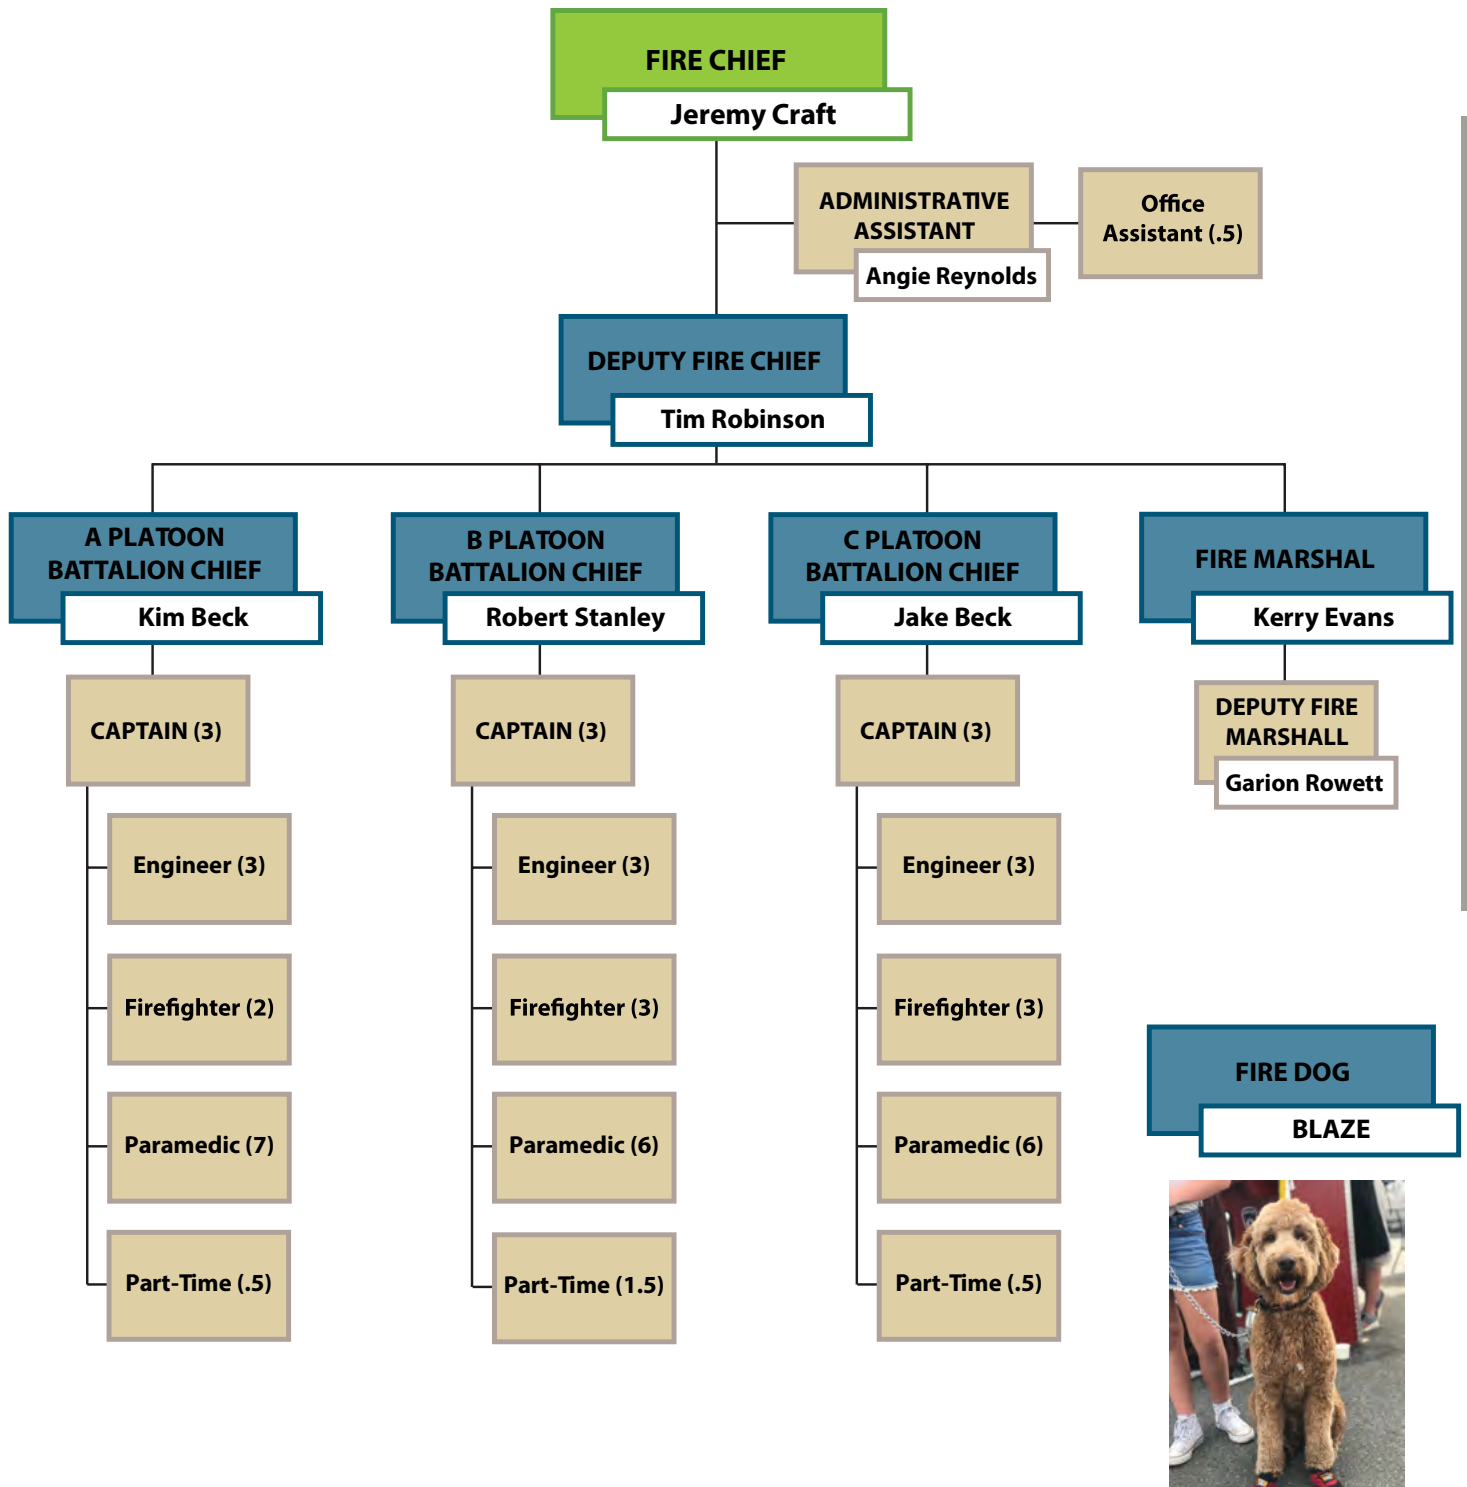 FIRE CHIEF
Jeremy Craft
ADMINISTRATIVE
ASSISTANT
Angie Reynolds
Office
Assistant (.5)
DEPUTY FIRE CHIEF
Tim Robinson
A PLATOON
BATTALION CHIEF
Kim Beck
B PLATOON
BATTALION CHIEF
Robert Stanley
C PLATOON
BATTALION CHIEF
Jake Beck
FIRE MARSHAL
Kerry Evans
CAPTAIN (3)
CAPTAIN (3)
CAPTAIN (3)
DEPUTY FIRE
MARSHALL
Garion Rowett
Engineer (3)
Engineer (3)
Engineer (3)
Firefighter (2)
Firefighter (3)
Firefighter (3)
Paramedic (7)
Paramedic (6)
Paramedic (6)
Part-Time (.5)
Part-Time (1.5)
Part-Time (.5)
FIRE DOG
BLAZE